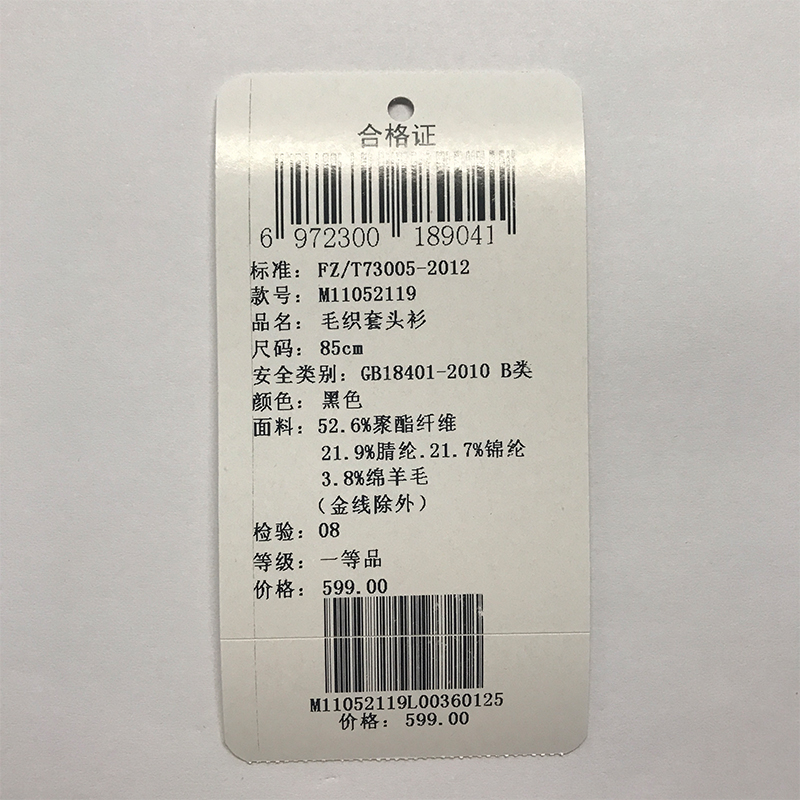 合格证
6 972300 189041
标准：FZ/T73005-2012
款号：M11052119
品名：毛织套头衫
尺码：85cm
安全类别：GB18401-2010 B类
颜色：黑色
面料：52.6%聚酯纤维
21.9%腈纶.21.7%锦纶
3.8%绵羊毛
（金线除外）
检验：08
等级：一等品
价格：599.00
M11052119L00360125
价格：599.00